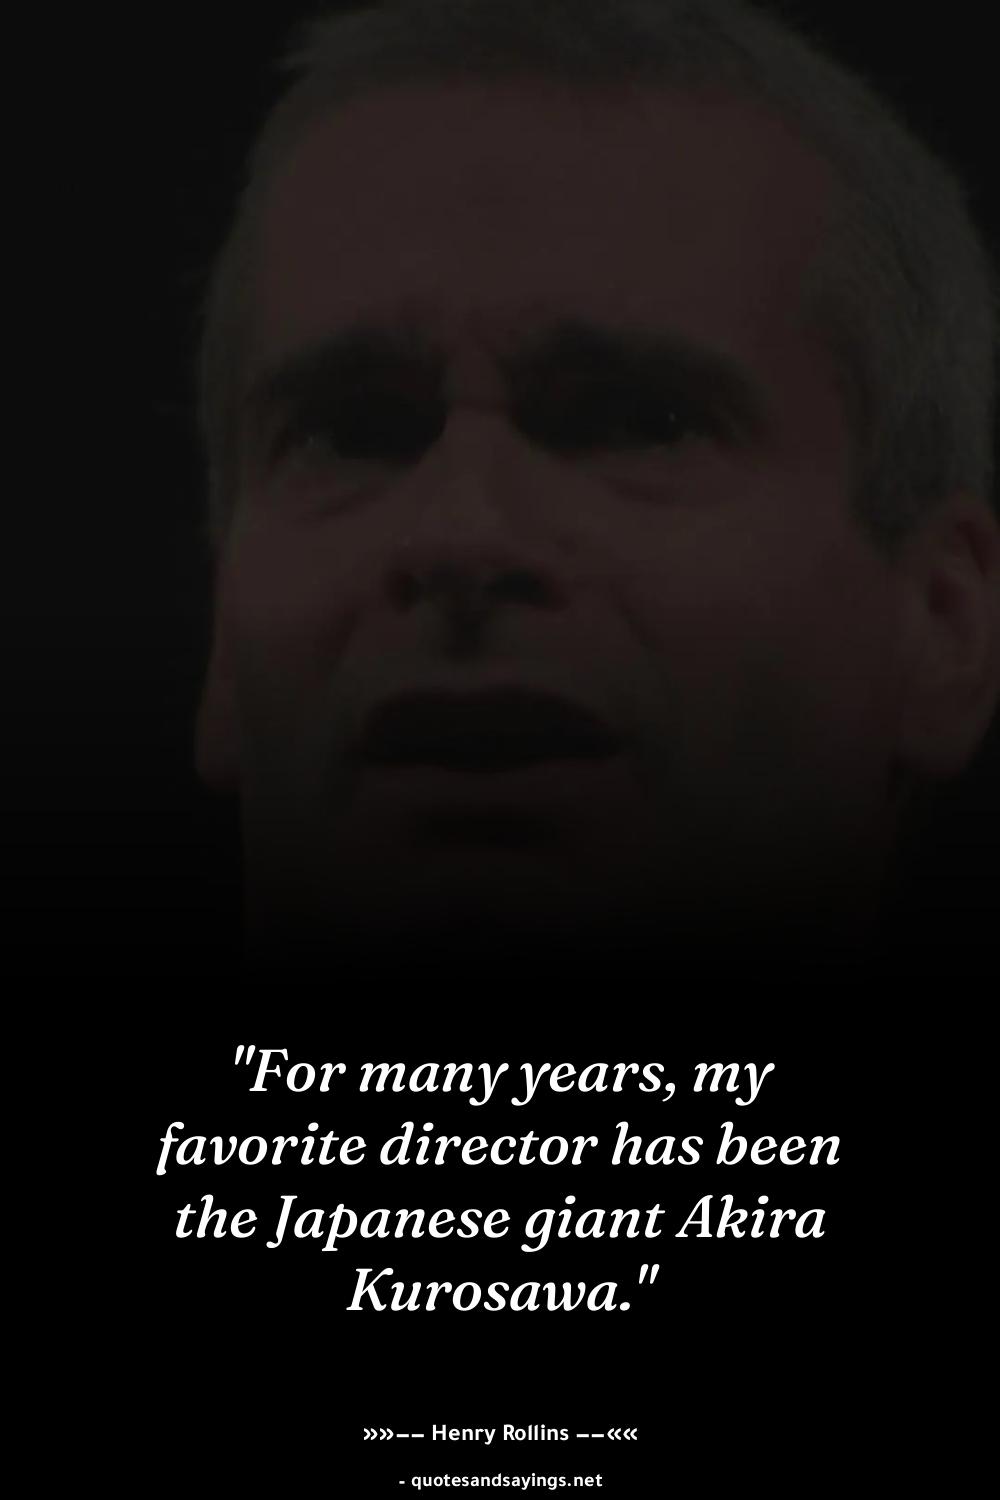 "For many years, my
favorite director has been
the Japanese giant Akira
Kurosawa."
»»–– Henry Rollins ––««
- quotesandsayings.net